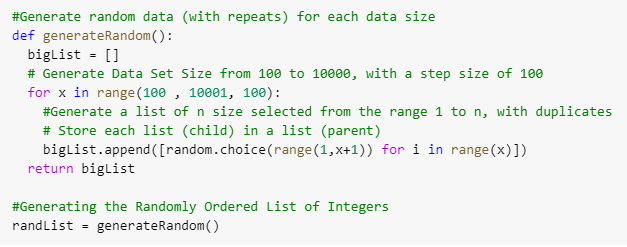 #Generate random data (with repeats) for each data size
def generateRandom():
  bigList = []
  # Generate Data Set Size from 100 to 10000, with a step size of 100
  for x in range(100 , 10001, 100):
    #Generate a list of n size selected from the range 1 to n, with duplicates
    # Store each list (child) in a list (parent)
    bigList.append([random.choice(range(1,x+1)) for i in range(x)])
  return bigList

#Generating the Randomly Ordered List of Integers
randList = generateRandom()